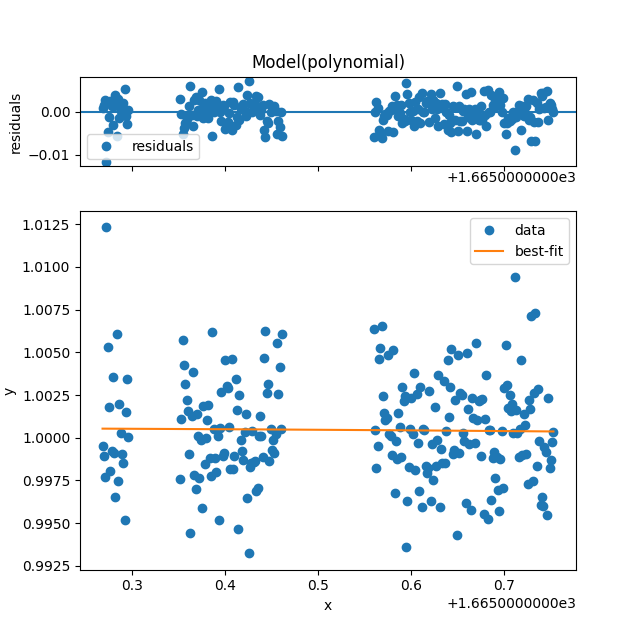 Model(polynomial)
residuals
0.00
−0.01
residuals
+1.6650000000e3
y
1.0125
1.0100
1.0075
1.0050
1.0025
1.0000
0.9975
0.9950
0.9925
data
best-fit
0.3 0.4 0.5 0.6 0.7
x
+1.6650000000e3